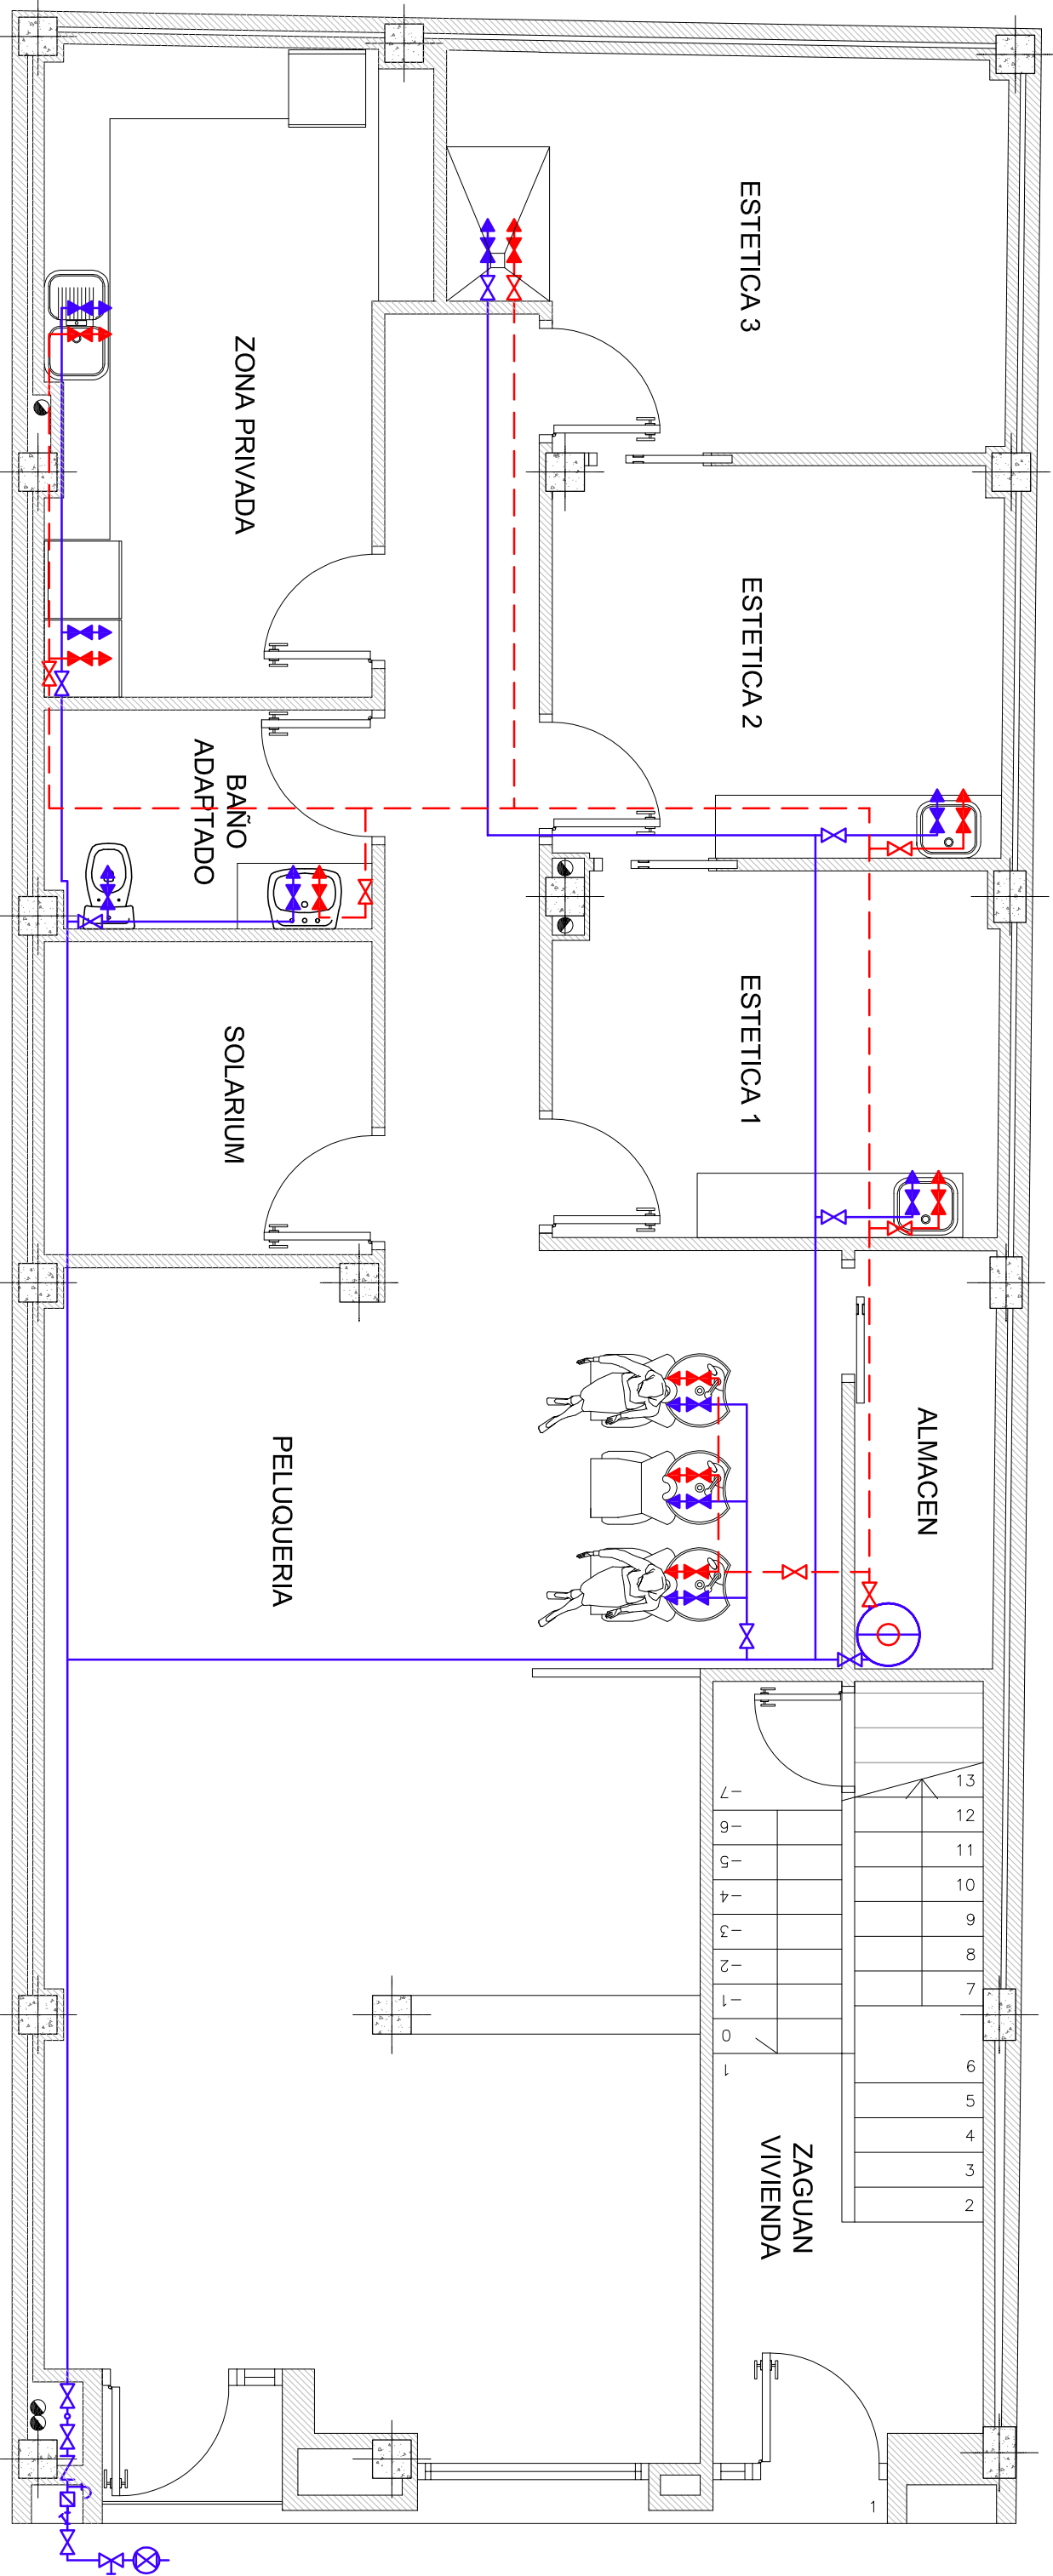 ESTETICA 3
ZONA PRIVADA
ESTETICA 2
BAÑO
ADAPTADO
ESTETICA 1
SOLARIUM
ALMACEN
PELUQUERIA
13
12
11
10
9
8
7
6
5
4
3
2
-7
-6
-5
-4
-3
-2
-1
0
1
ZAGUAN
VIVIENDA
1